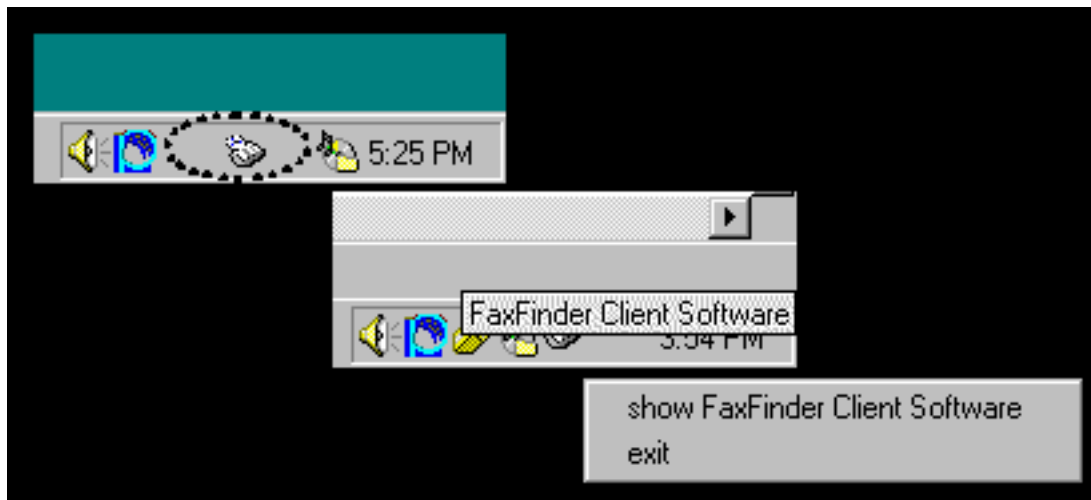 5:25 PM
FaxFinder Client Software
3:54 PM
show FaxFinder Client Software
exit